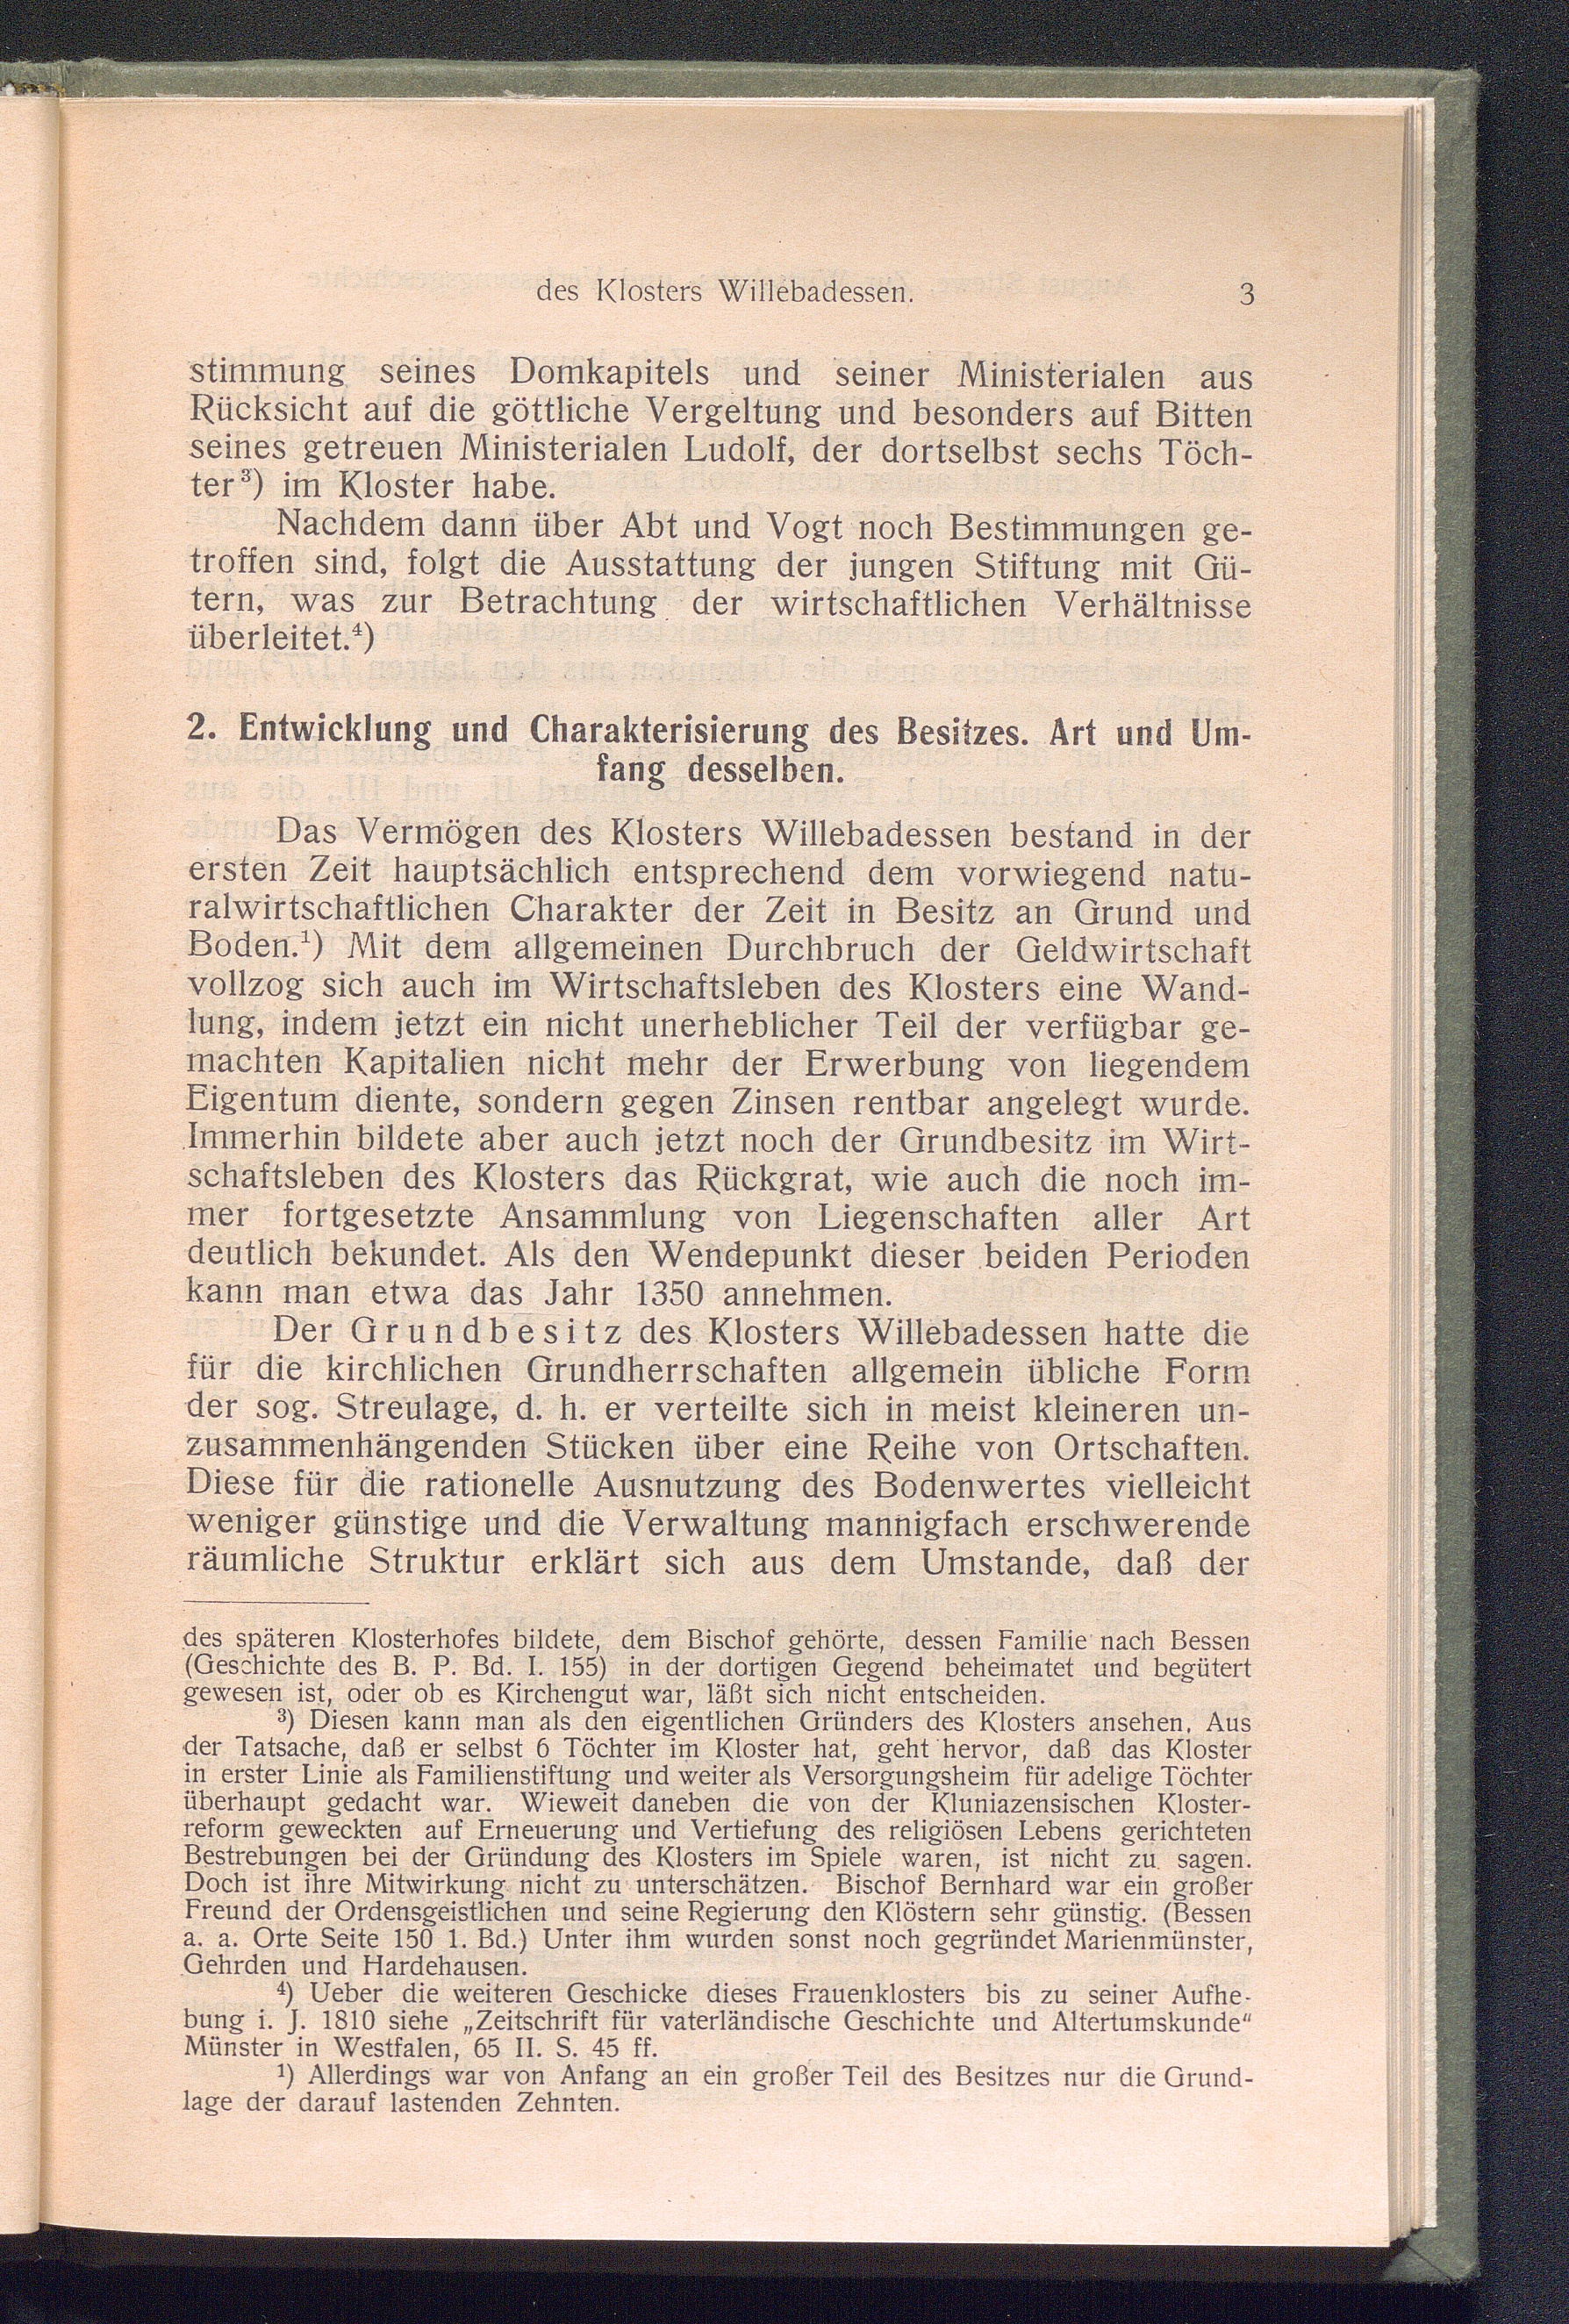 des Klosters Willebadessen. 3
stimmung seines Domkapitels und seiner Ministerialen aus
Rücksicht auf die göttliche Vergeltung und besonders auf Bitten
seines getreuen Ministerialen Ludolf, der dortselbst sechs Töch-
ter³) im Kloster habe.
Nachdem dann über Abt und Vogt noch Bestimmungen ge-
troffen sind, folgt die Ausstattung der jungen Stiftung mit Gü-
tern, was zur Betrachtung der wirtschaftlichen Verhältnisse
überleitet.⁴)
2. Entwicklung und Charakterisierung des Besitzes. Art und Um-
fang desselben.
Das Vermögen des Klosters Willebadessen bestand in der
ersten Zeit hauptsächlich entsprechend dem vorwiegend natu-
ralwirtschaftlichen Charakter der Zeit in Besitz an Grund und
Boden.¹) Mit dem allgemeinen Durchbruch der Geldwirtschaft
vollzog sich auch im Wirtschaftsleben des Klosters eine Wand-
lung, indem jetzt ein nicht unerheblicher Teil der verfügbar ge-
machten Kapitalien nicht mehr der Erwerbung von liegendem
Eigentum diente, sondern gegen Zinsen rentbar angelegt wurde.
Immerhin bildete aber auch jetzt noch der Grundbesitz im Wirt-
schaftsleben des Klosters das Rückgrat, wie auch die noch im-
mer fortgesetzte Ansammlung von Liegenschaften aller Art
deutlich bekundet. Als den Wendepunkt dieser beiden Perioden
kann man etwa das Jahr 1350 annehmen.
Der Grundbesitz des Klosters Willebadessen hatte die
für die kirchlichen Grundherrschaften allgemein übliche Form
der sog. Streulage, d. h. er verteilte sich in meist kleineren un-
zusammenhängenden Stücken über eine Reihe von Ortschaften.
Diese für die rationelle Ausnutzung des Bodenwertes vielleicht
weniger günstige und die Verwaltung mannigfach erschwerende
räumliche Struktur erklärt sich aus dem Umstande, daß der
des späteren Klosterhofes bildete, dem Bischof gehörte, dessen Familie nach Bessen
(Geschichte des B. P. Bd. I. 155) in der dortigen Gegend beheimatet und begütert
gewesen ist, oder ob es Kirchengut war, läßt sich nicht entscheiden.
³) Diesen kann man als den eigentlichen Gründers des Klosters ansehen, Aus
der Tatsache, daß er selbst 6 Töchter im Kloster hat, geht hervor, daß das Kloster
in erster Linie als Familienstiftung und weiter als Versorgungsheim für adelige Töchter
überhaupt gedacht war. Wieweit daneben die von der Kluniazensischen Kloster-
reform geweckten auf Erneuerung und Vertiefung des religiösen Lebens gerichteten
Bestrebungen bei der Gründung des Klosters im Spiele waren, ist nicht zu sagen.
Doch ist ihre Mitwirkung nicht zu unterschätzen. Bischof Bernhard war ein großer
Freund der Ordensgeistlichen und seine Regierung den Klöstern sehr günstig. (Bessen
a. a. Orte Seite 150 1. Bd.) Unter ihm wurden sonst noch gegründet Marienmünster,
Gehrden und Hardehausen.
⁴) Ueber die weiteren Geschicke dieses Frauenklosters bis zu seiner Aufhe-
bung i. J. 1810 siehe „Zeitschrift für vaterländische Geschichte und Altertumskunde“
Münster in Westfalen, 65 II. S. 45 ff.
¹) Allerdings war von Anfang an ein großer Teil des Besitzes nur die Grund-
lage der darauf lastenden Zehnten.